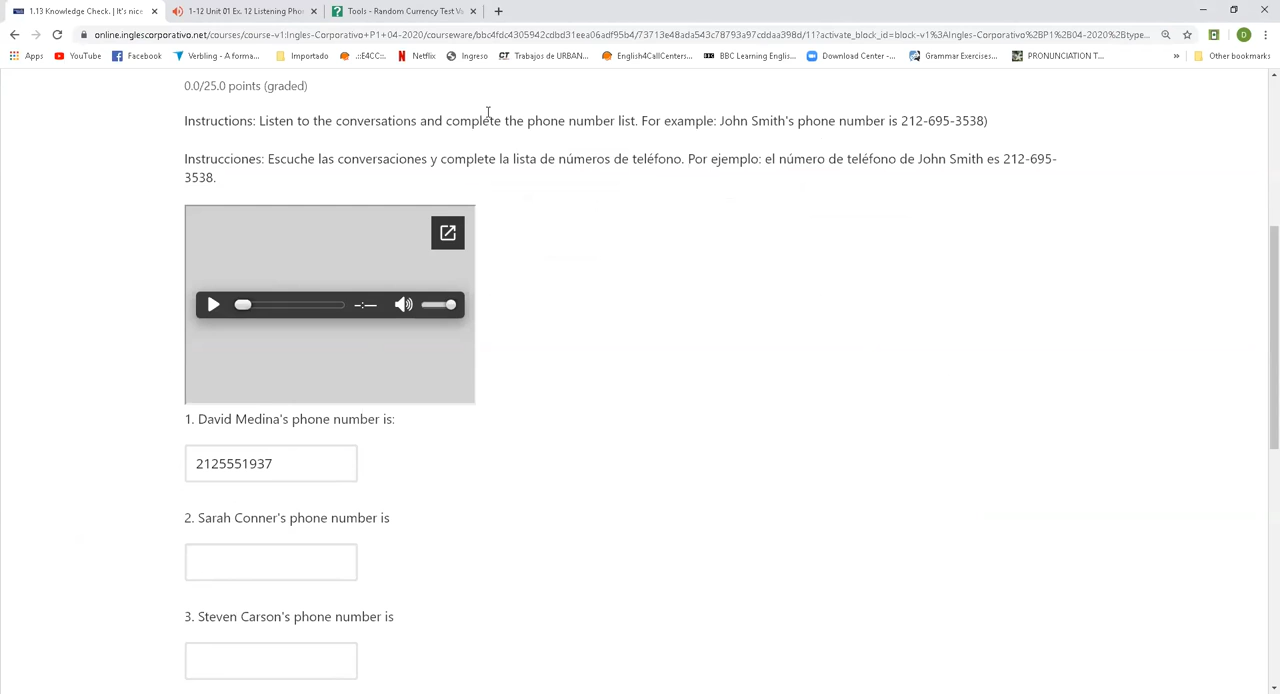 1.13 Knowledge Check. | It's nice
1-12 Unit 01 Ex. 12 Listening Pho
Tools - Random Currency Test V
online.inglescorporativo.net/courses/course-v1:Ingles-Corporativo+P1+04-2020/courseware/bbc4fdc4305942cdbd31eea06adf95b4/73713e48ada543c78793a97cddaa398d/11?activate_block_id=block-v1%3AIngles-Corporativo%2BP1%2B04-2020%2Btype...
D
Apps YouTube Facebook Verbling – A forma... Importado .::E4CC::. Netflix Ingreso CT Trabajos de URBAN... English4CallCenters... BBC BBC Learning Englis... Download Center -... Grammar Exercises... PRONUNCIATION T... » Other bookmarks
0.0/25.0 points (graded)
Instructions: Listen to the conversations and complete the phone number list. For example: John Smith's phone number is 212-695-3538)
Instrucciones: Escuche las conversaciones y complete la lista de números de teléfono. Por ejemplo: el número de teléfono de John Smith es 212-695-
3538.
-:--
1. David Medina's phone number is:
2125551937
2. Sarah Conner's phone number is
3. Steven Carson's phone number is